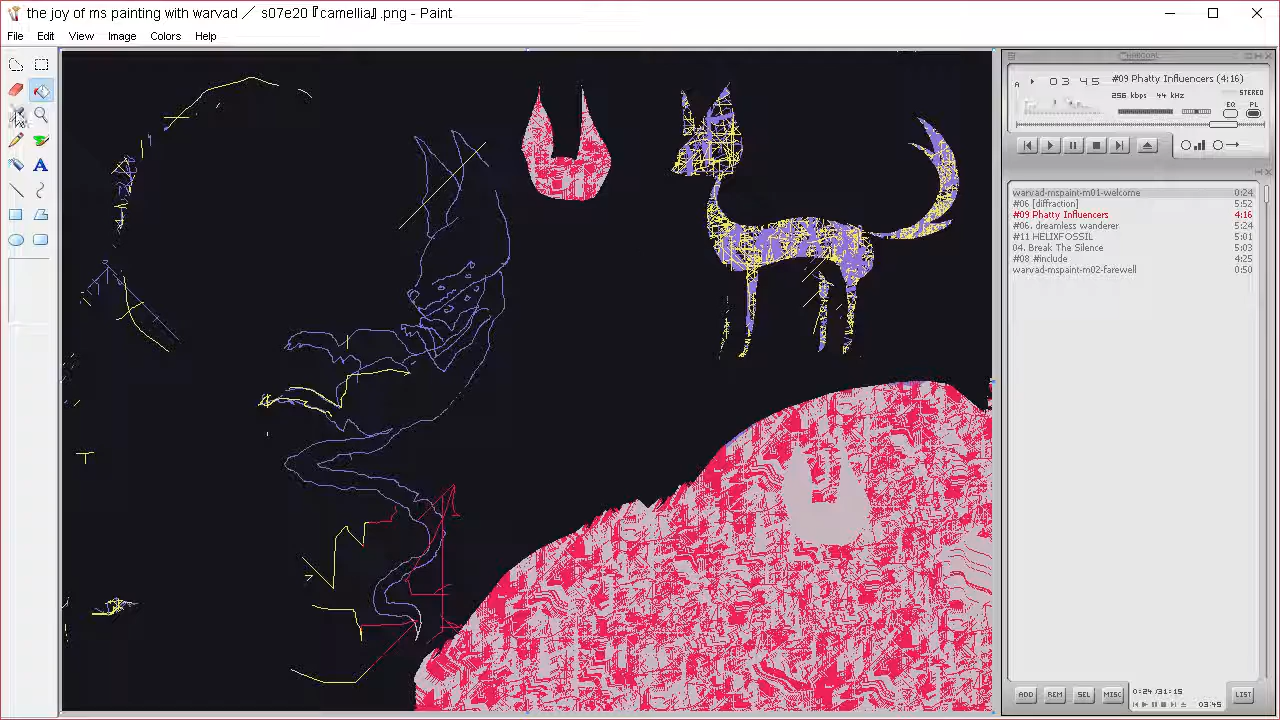 the joy of ms painting with warvad ／ s07e20『camellia』.png - Paint
File Edit View Image Colors Help
A
03 45
#09 Phatty Influencers (4:16)
256 kbps 44 kHz
STEREO
EQ PL
warvad-mspaint-m01-welcome 0:24
#06 [diffraction] 5:52
#09 Phatty Influencers 4:16
#06. dreamless wanderer 5:24
#11 HELIXFOSSIL 5:01
04. Break The Silence 5:03
#08 #include 4:25
warvad-mspaint-m02-farewell 0:50
ADD REM SEL MISC 0:24/31:15 LIST
03:45